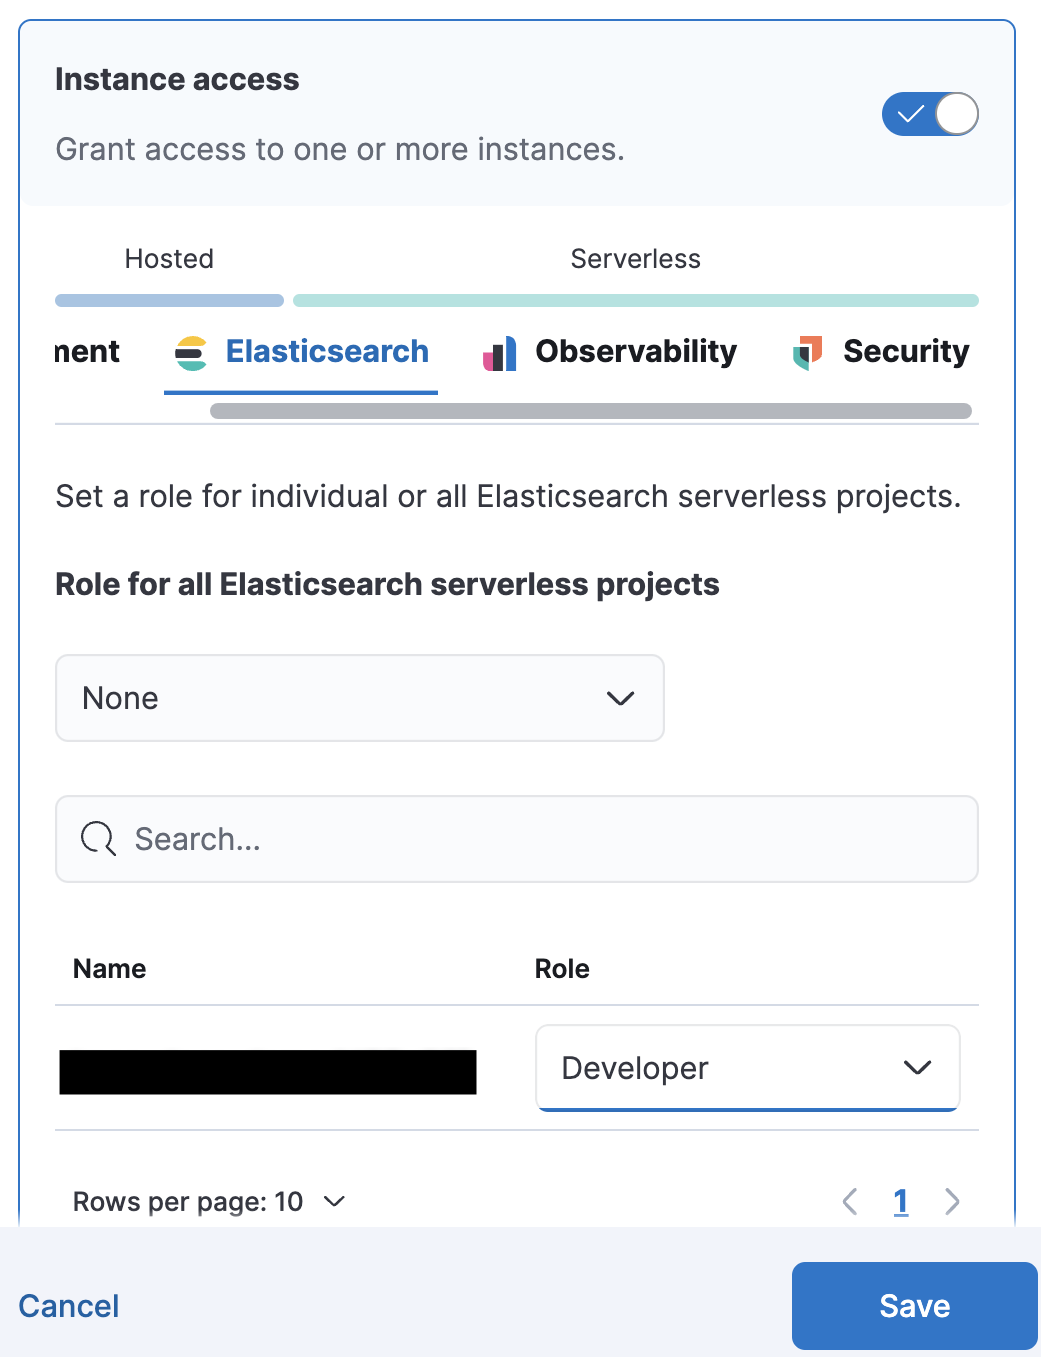 Instance access
Grant access to one or more instances.
Hosted Serverless
ment Elasticsearch Observability Security
Set a role for individual or all Elasticsearch serverless projects.
Role for all Elasticsearch serverless projects
None
Search...
Name Role
Developer
Rows per page: 10 1
Cancel Save